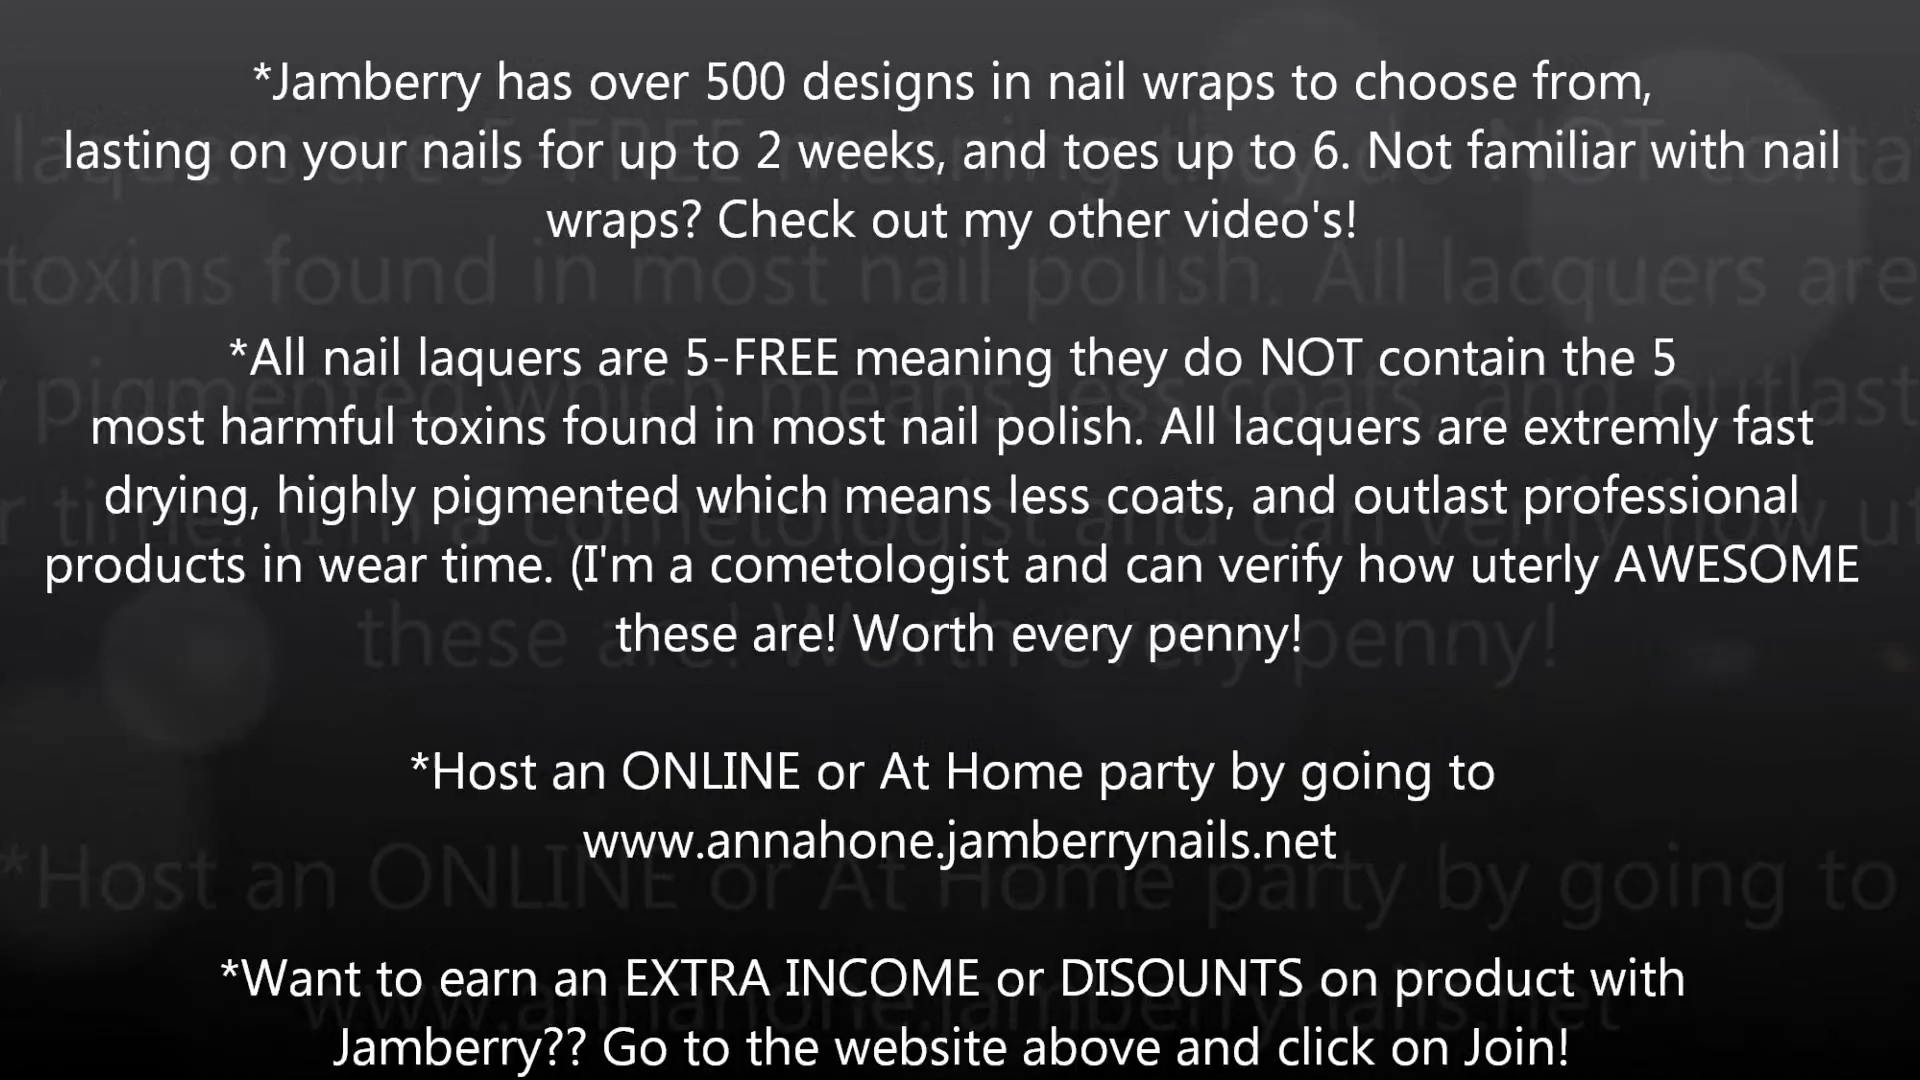 *Jamberry has over 500 designs in nail wraps to choose from,
lasting on your nails for up to 2 weeks, and toes up to 6. Not familiar with nail
wraps? Check out my other video's!
*All nail laquers are 5-FREE meaning they do NOT contain the 5
most harmful toxins found in most nail polish. All lacquers are extremly fast
drying, highly pigmented which means less coats, and outlast professional
products in wear time. (I'm a cometologist and can verify how uterly AWESOME
these are! Worth every penny!
*Host an ONLINE or At Home party by going to
www.annahone.jamberrynails.net
*Want to earn an EXTRA INCOME or DISOUNTS on product with
Jamberry?? Go to the website above and click on Join!